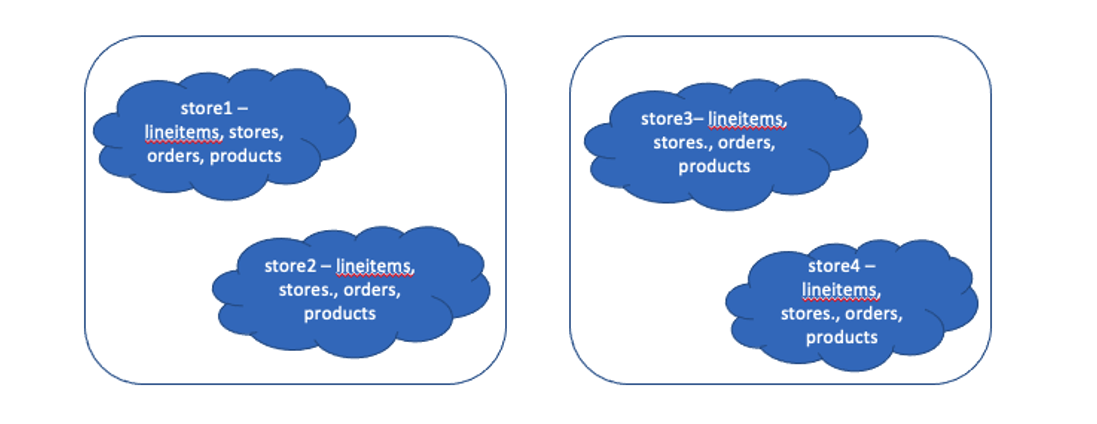 store1 –
lineitems, stores,
orders, products
store2 – lineitems,
stores., orders,
products
store3– lineitems,
stores., orders,
products
store4 –
lineitems,
stores., orders,
products